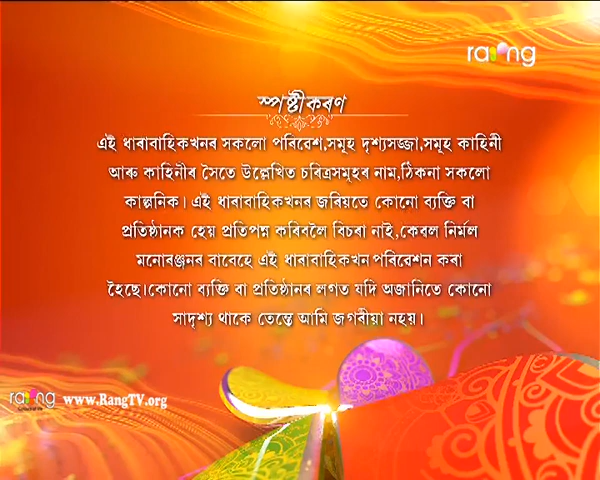 rang
স্পষ্টীকৰণ
এই ধাৰাবাহিকখনৰ সকলো পৰিৱেশ,সমূহ দৃশ্যসজ্জা,সমূহ কাহিনী
আৰু কাহিনীৰ সৈতে উল্লেখিত চৰিত্ৰসমূহৰ নাম,ঠিকনা সকলো
কাল্পনিক। এই ধাৰাবাহিকখনৰ জৰিয়তে কোনো ব্যক্তি বা
প্ৰতিষ্ঠানক হেয় প্ৰতিপন্ন কৰিবলৈ বিচৰা নাই,কেৱল নিৰ্মল
মনোৰঞ্জনৰ বাবেহে এই ধাৰাবাহিকখন পৰিৱেশন কৰা
হৈছে।কোনো ব্যক্তি বা প্ৰতিষ্ঠানৰ লগত যদি অজানিতে কোনো
সাদৃশ্য থাকে তেন্তে আমি জগৰীয়া নহয়।
rang www.RangTV.org